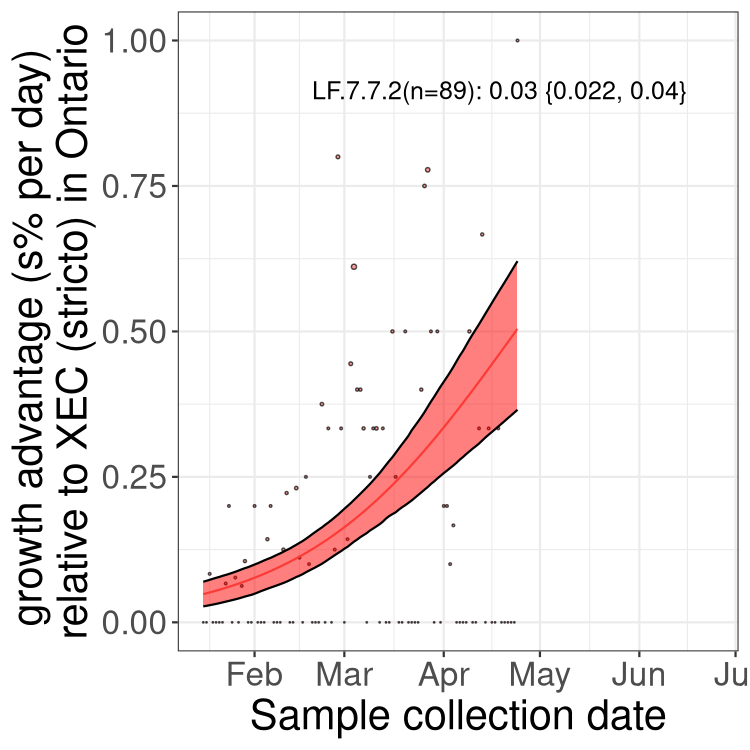 growth advantage (s% per day)
relative to XEC (stricto) in Ontario
1.00
0.75
0.50
0.25
0.00
LF.7.7.2(n=89): 0.03 {0.022, 0.04}
Feb Mar Apr May Jun Ju
Sample collection date